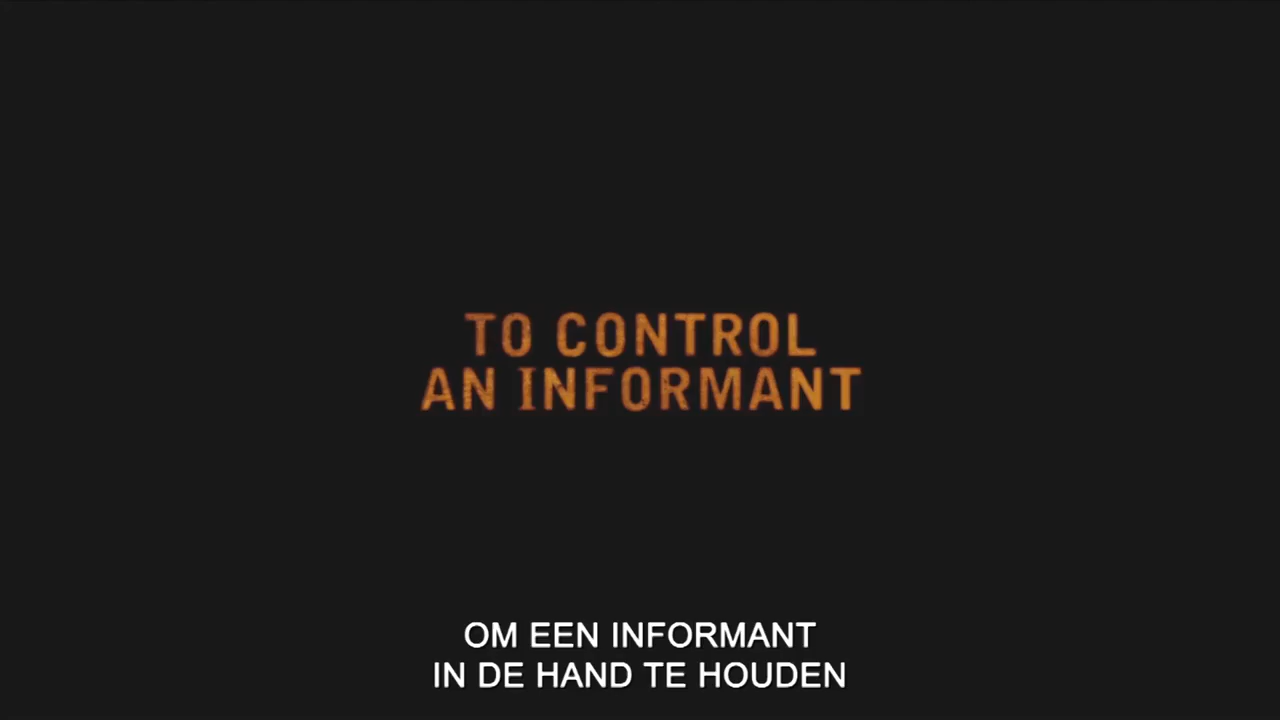 TO CONTROL
AN INFORMANT
OM EEN INFORMANT
IN DE HAND TE HOUDEN